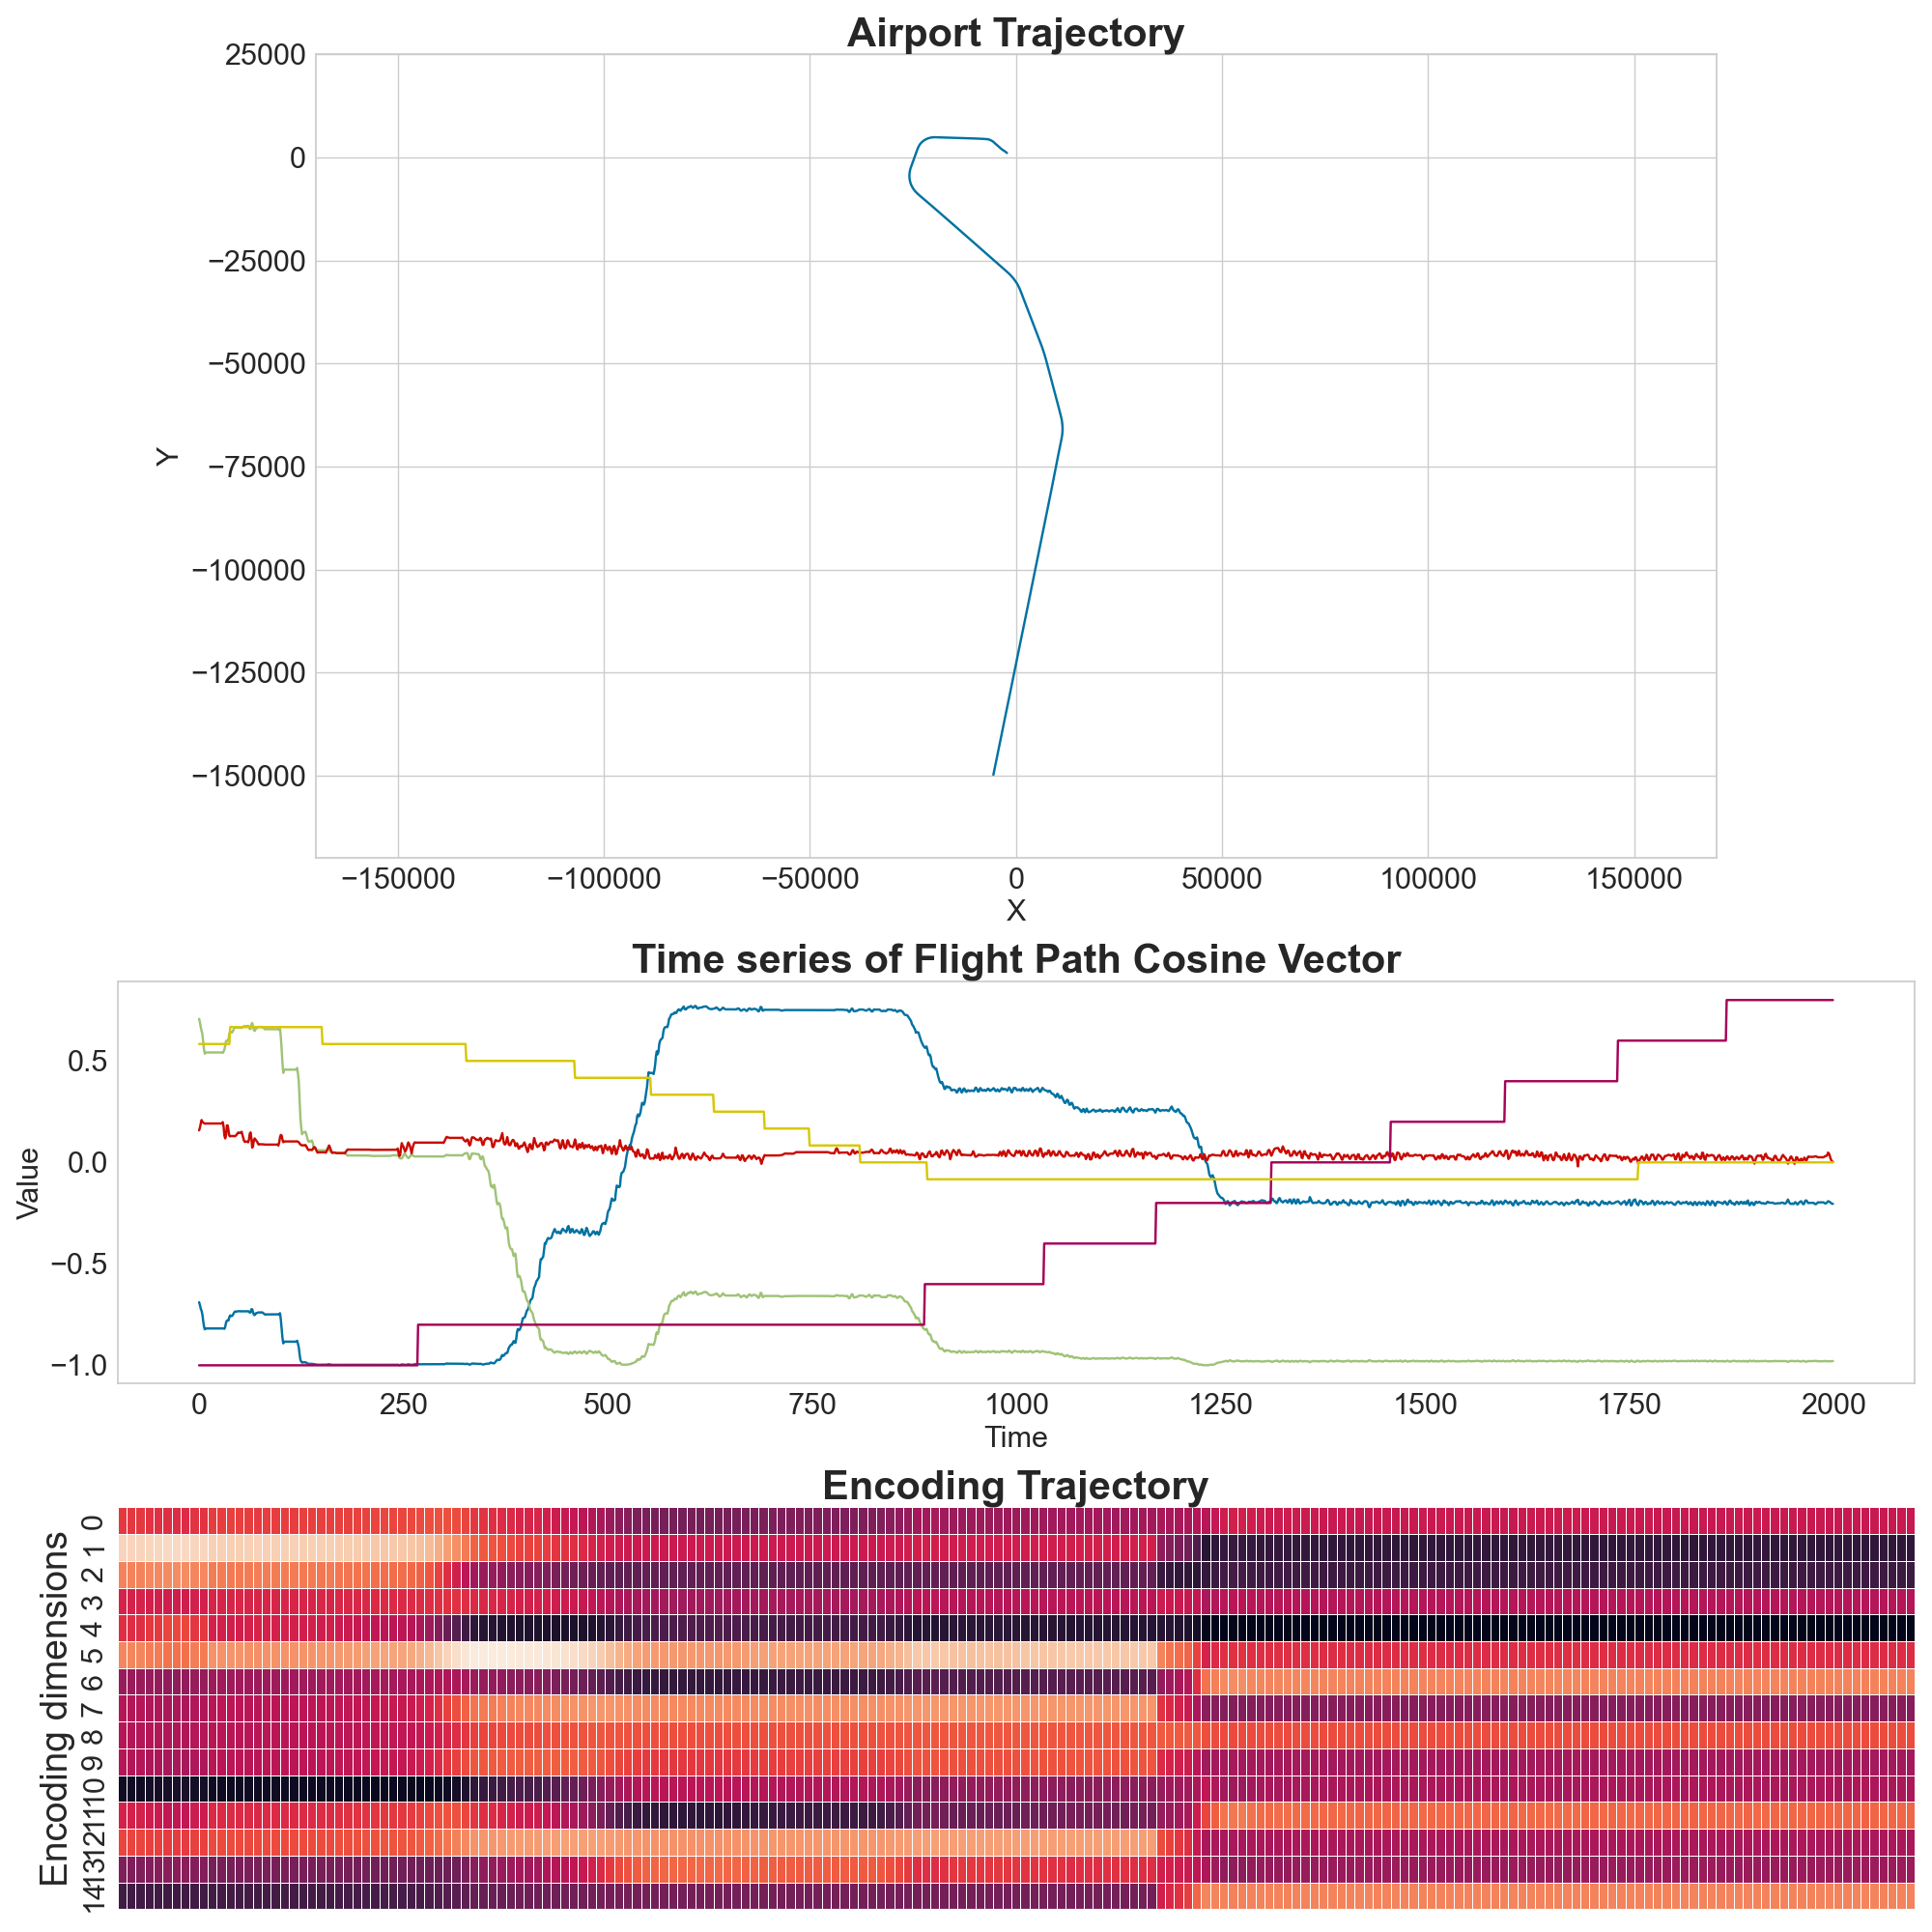 Airport Trajectory
25000
0
−25000
−50000
−75000
−100000
−125000
−150000
Y
−150000 −100000 −50000 0 50000 100000 150000
X
Time series of Flight Path Cosine Vector
0.5
0.0
−0.5
−1.0
Value
0 250 500 750 1000 1250 1500 1750 2000
Time
Encoding Trajectory
Encoding dimensions
0
1
2
3
4
5
6
7
8
9
10
11
12
13
14